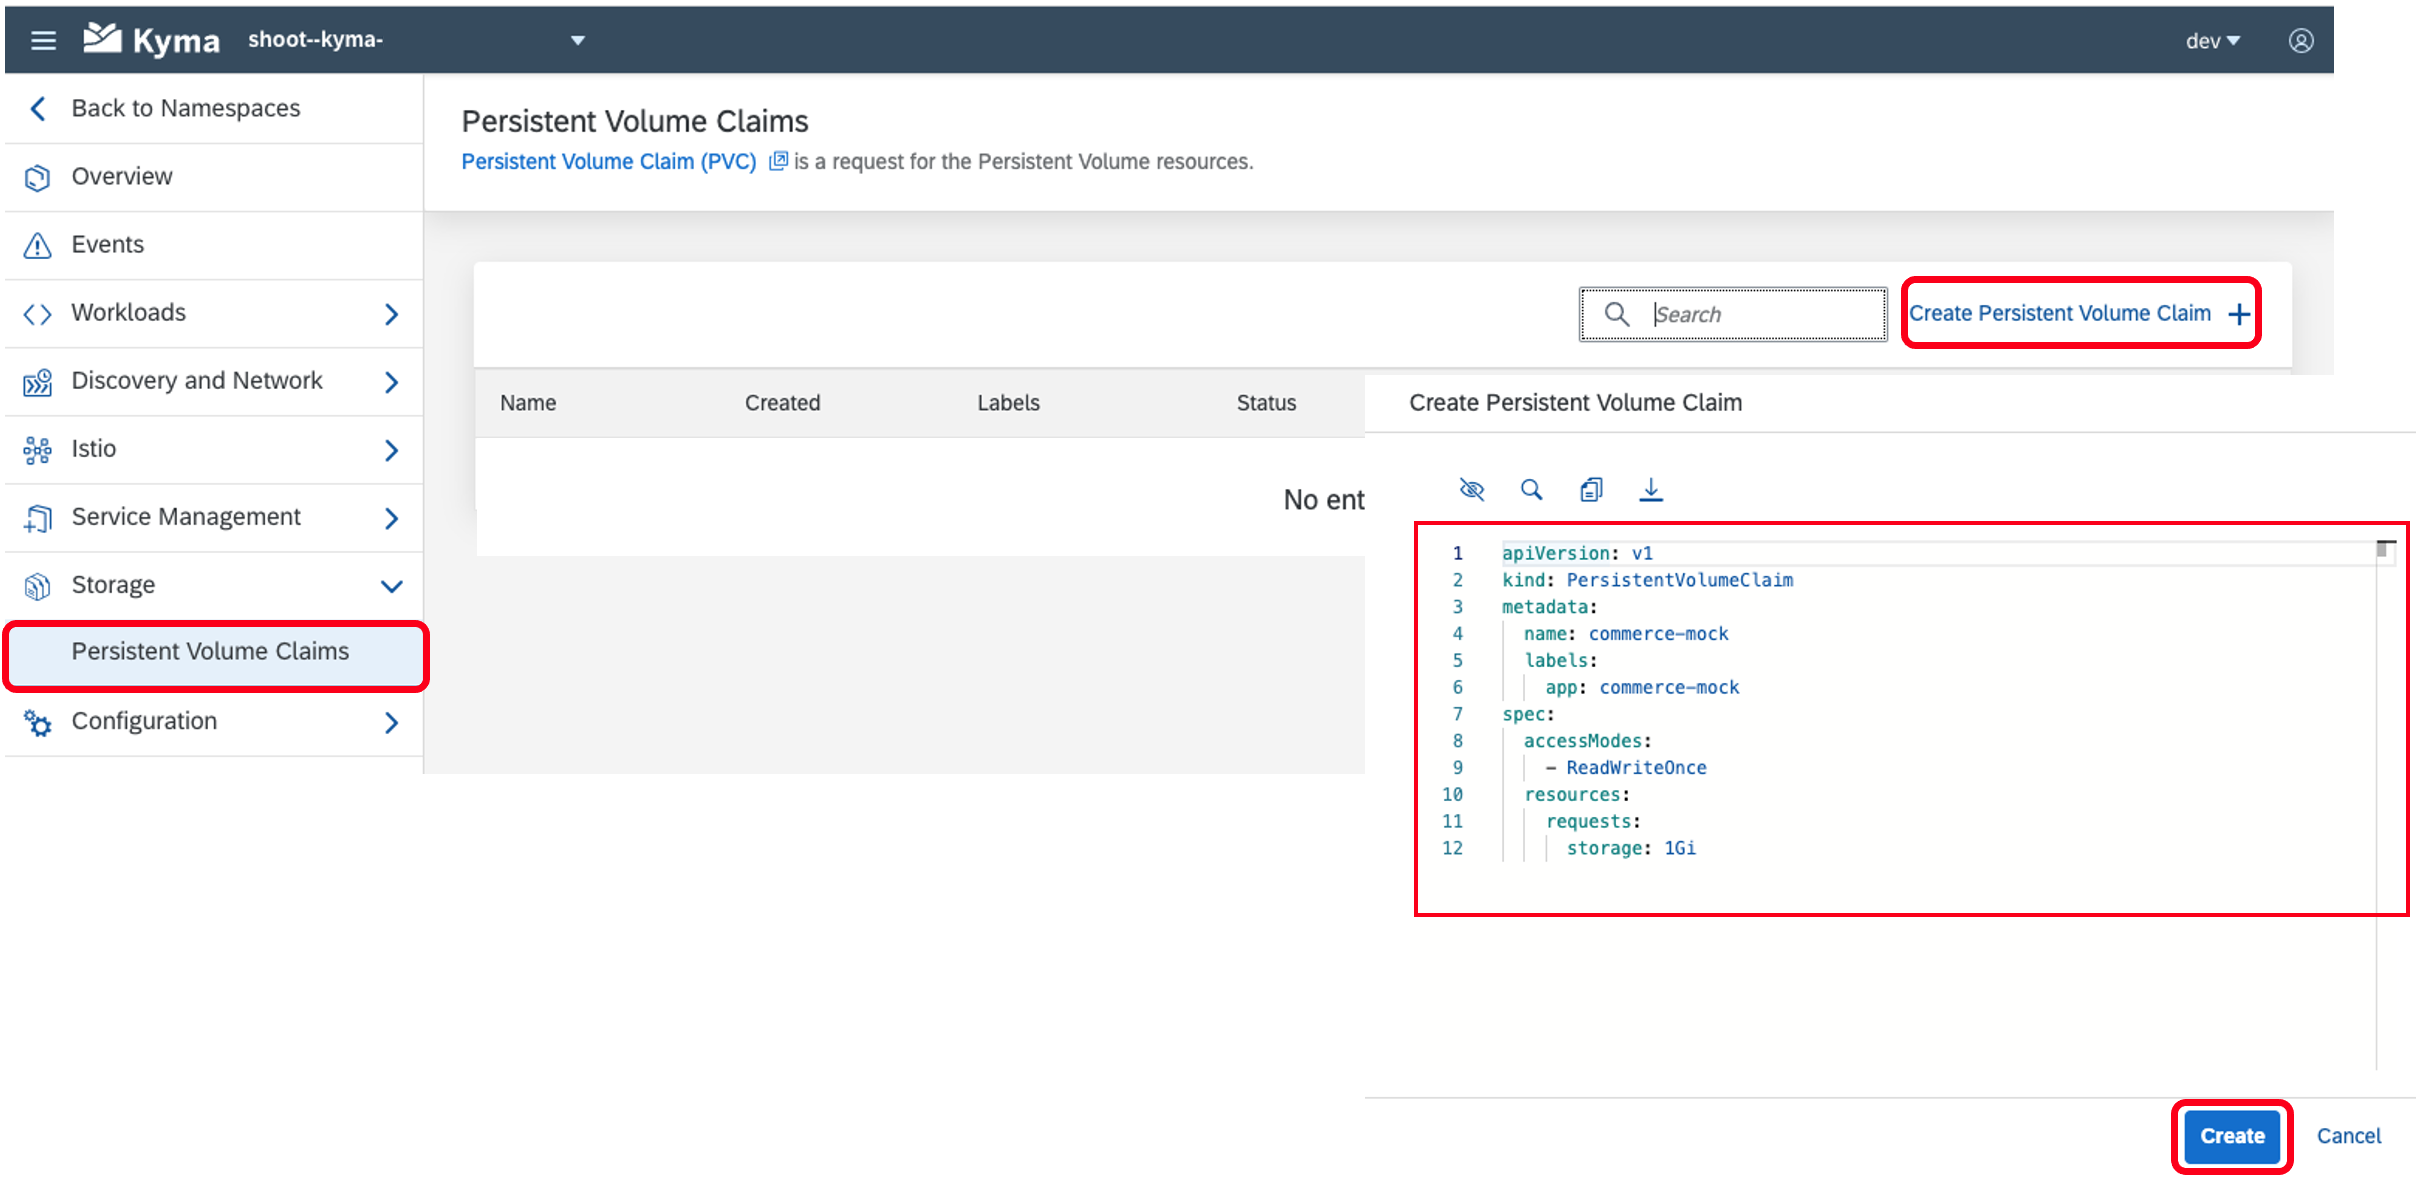 Kyma shoot--kyma- dev
Back to Namespaces
Overview
Events
Workloads
Discovery and Network
Istio
Service Management
Storage
Persistent Volume Claims
Configuration
Persistent Volume Claims
Persistent Volume Claim (PVC) is a request for the Persistent Volume resources.
Search Create Persistent Volume Claim +
Name Created Labels Status
No ent
Create Persistent Volume Claim
1 apiVersion: v1
2 kind: PersistentVolumeClaim
3 metadata:
4 name: commerce-mock
5 labels:
6 app: commerce-mock
7 spec:
8 accessModes:
9 - ReadWriteOnce
10 resources:
11 requests:
12 storage: 1Gi
Create Cancel